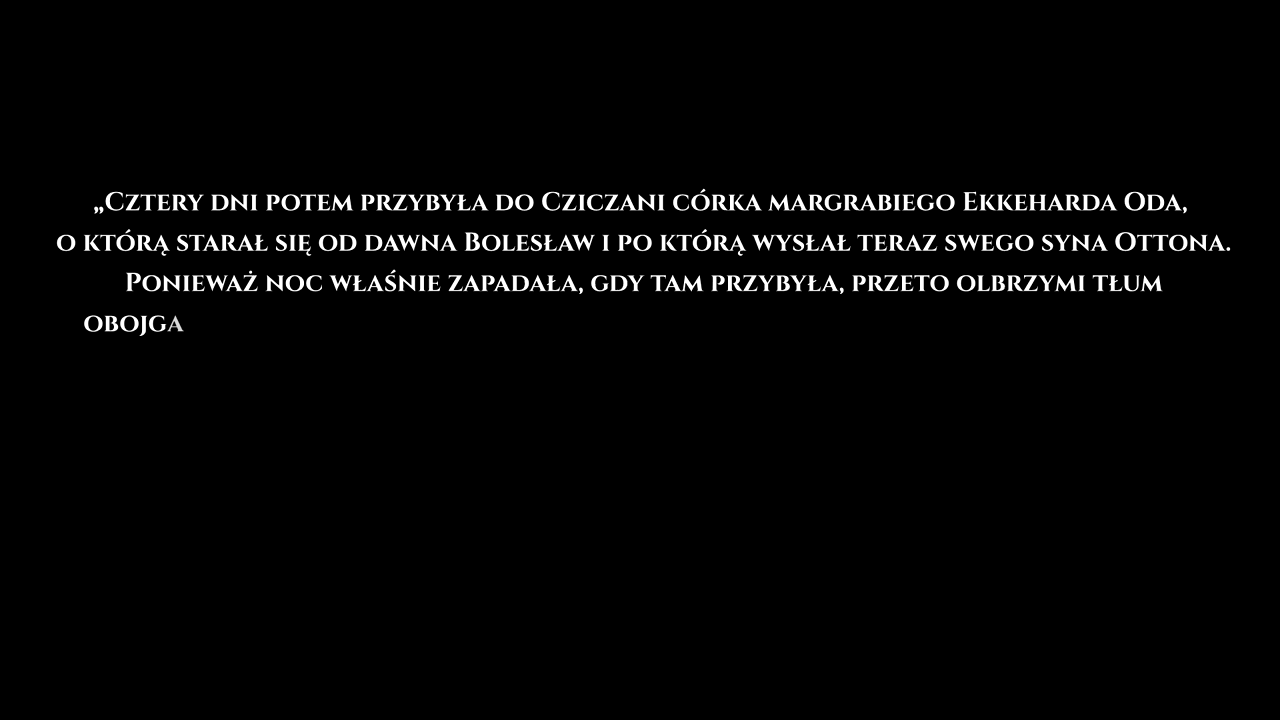 „Cztery dni potem przybyła do Cziczani córka margrabiego Ekkeharda Oda,
o którą starał się od dawna Bolesław i po którą wysłał teraz swego syna Ottona.
Ponieważ noc właśnie zapadała, gdy tam przybyła, przeto olbrzymi tłum
obojga